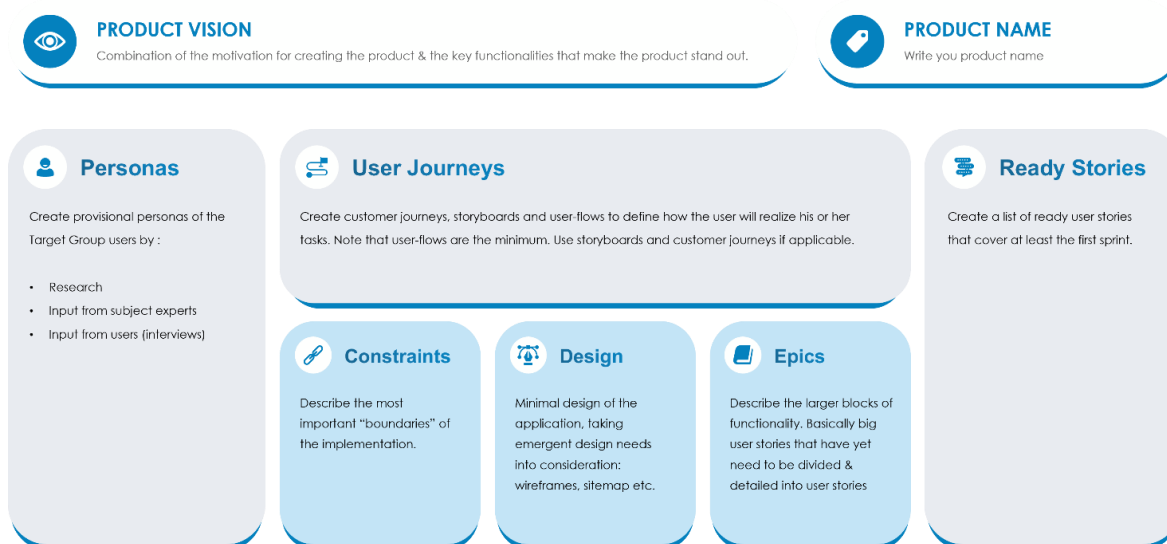 PRODUCT VISION
Combination of the motivation for creating the product & the key functionalities that make the product stand out.
PRODUCT NAME
Write you product name
Personas
Create provisional personas of the
Target Group users by :
• Research
• Input from subject experts
• Input from users (interviews)
User Journeys
Create customer journeys, storyboards and user-flows to define how the user will realize his or her
tasks. Note that user-flows are the minimum. Use storyboards and customer journeys if applicable.
Constraints
Describe the most
important “boundaries” of
the implementation.
Design
Minimal design of the
application, taking
emergent design needs
into consideration:
wireframes, sitemap etc.
Epics
Describe the larger blocks of
functionality. Basically big
user stories that have yet
need to be divided &
detailed into user stories
Ready Stories
Create a list of ready user stories
that cover at least the first sprint.